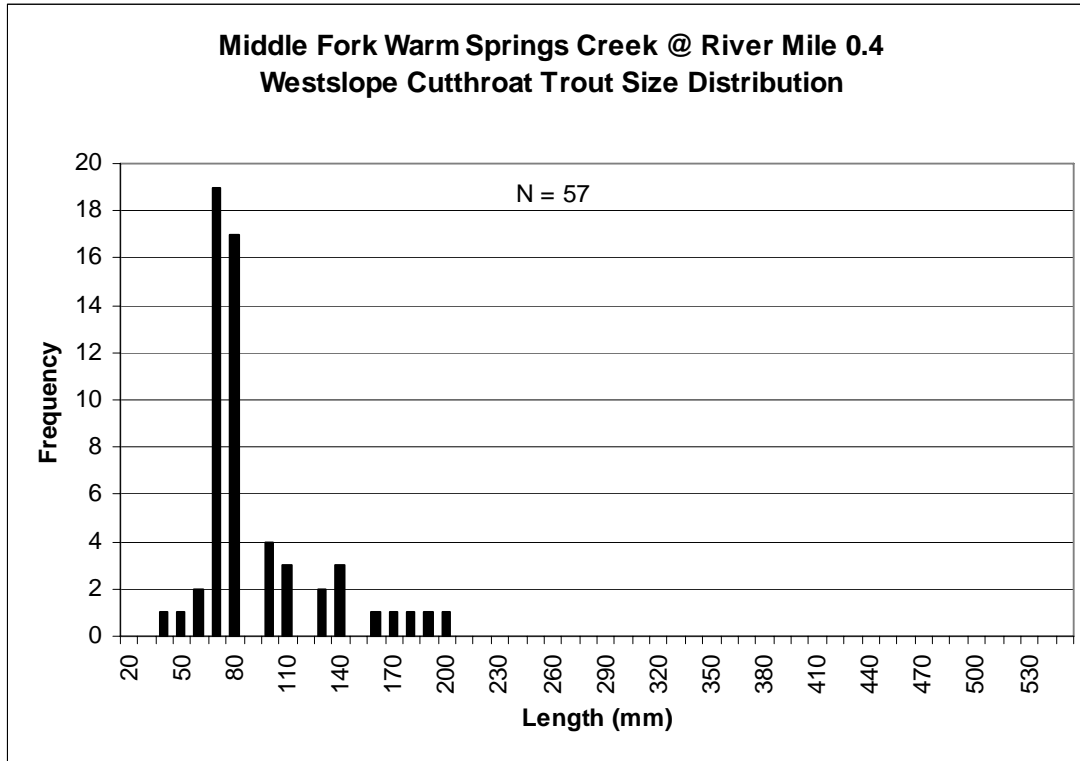 Middle Fork Warm Springs Creek @ River Mile 0.4
Westslope Cutthroat Trout Size Distribution
N = 57
20
18
16
14
12
10
8
6
4
2
0
Frequency
20 50 80 110 140 170 200 230 260 290 320 350 380 410 440 470 500 530
Length (mm)